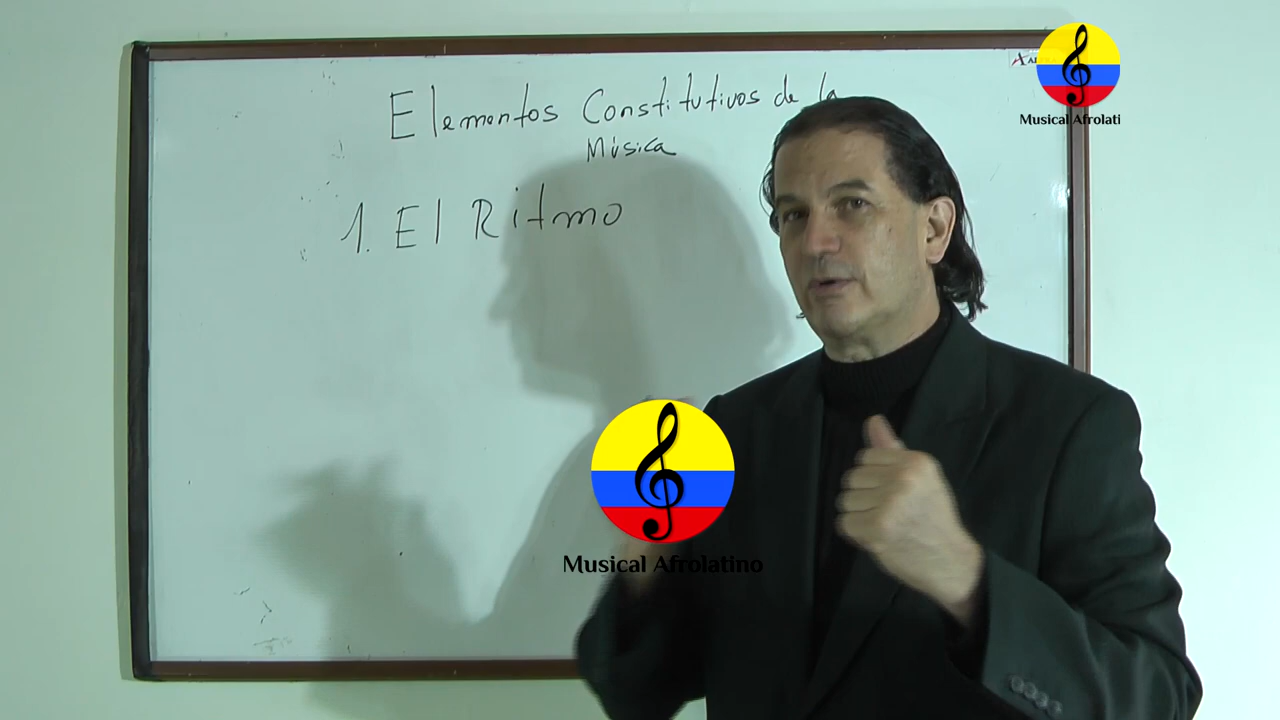 Elementos Constitutivos de la
Música
1. El Ritmo
Musical Afrolati
Musical Afrolatino